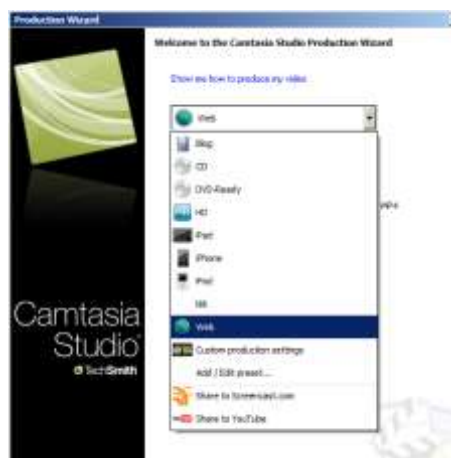 Production Wizard
Welcome to the Camtasia Studio Production Wizard
Show me how to produce my video
Web
Blog
CD
DVD-Ready
HD
iPad
iPhone
iPod
Web
Custom production settings
Add / Edit preset...
Share to Screencast.com
Share to YouTube
Camtasia
Studio
TechSmith